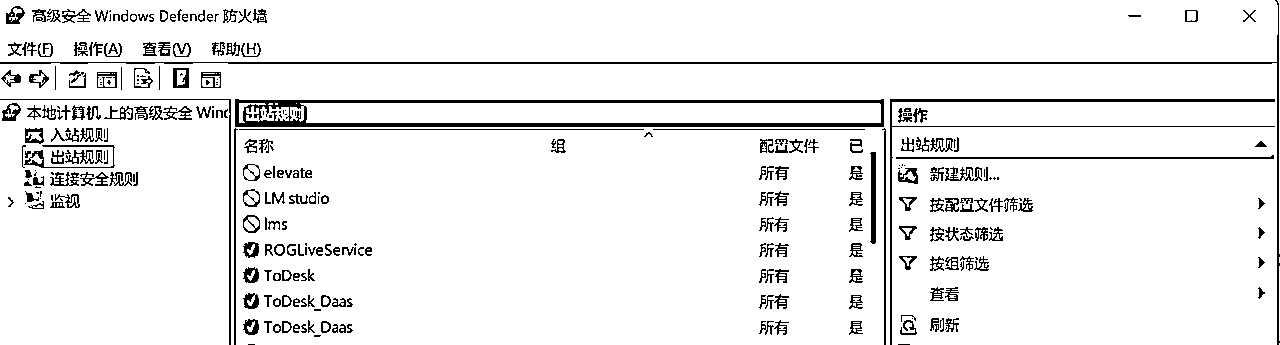 高级安全 Windows Defender 防火墙
文件(F) 操作(A) 查看(V) 帮助(H)
本地计算机 上的高级安全 Wind
入站规则
出站规则
连接安全规则
监视
出站规则
名称 组 配置文件 已
elevate 所有 是
LM studio 所有 是
lms 所有 是
ROGLiveService 所有 是
ToDesk 所有 是
ToDesk_Daas 所有 是
ToDesk_Daas 所有 是
操作
出站规则
新建规则...
按配置文件筛选
按状态筛选
按组筛选
查看
刷新